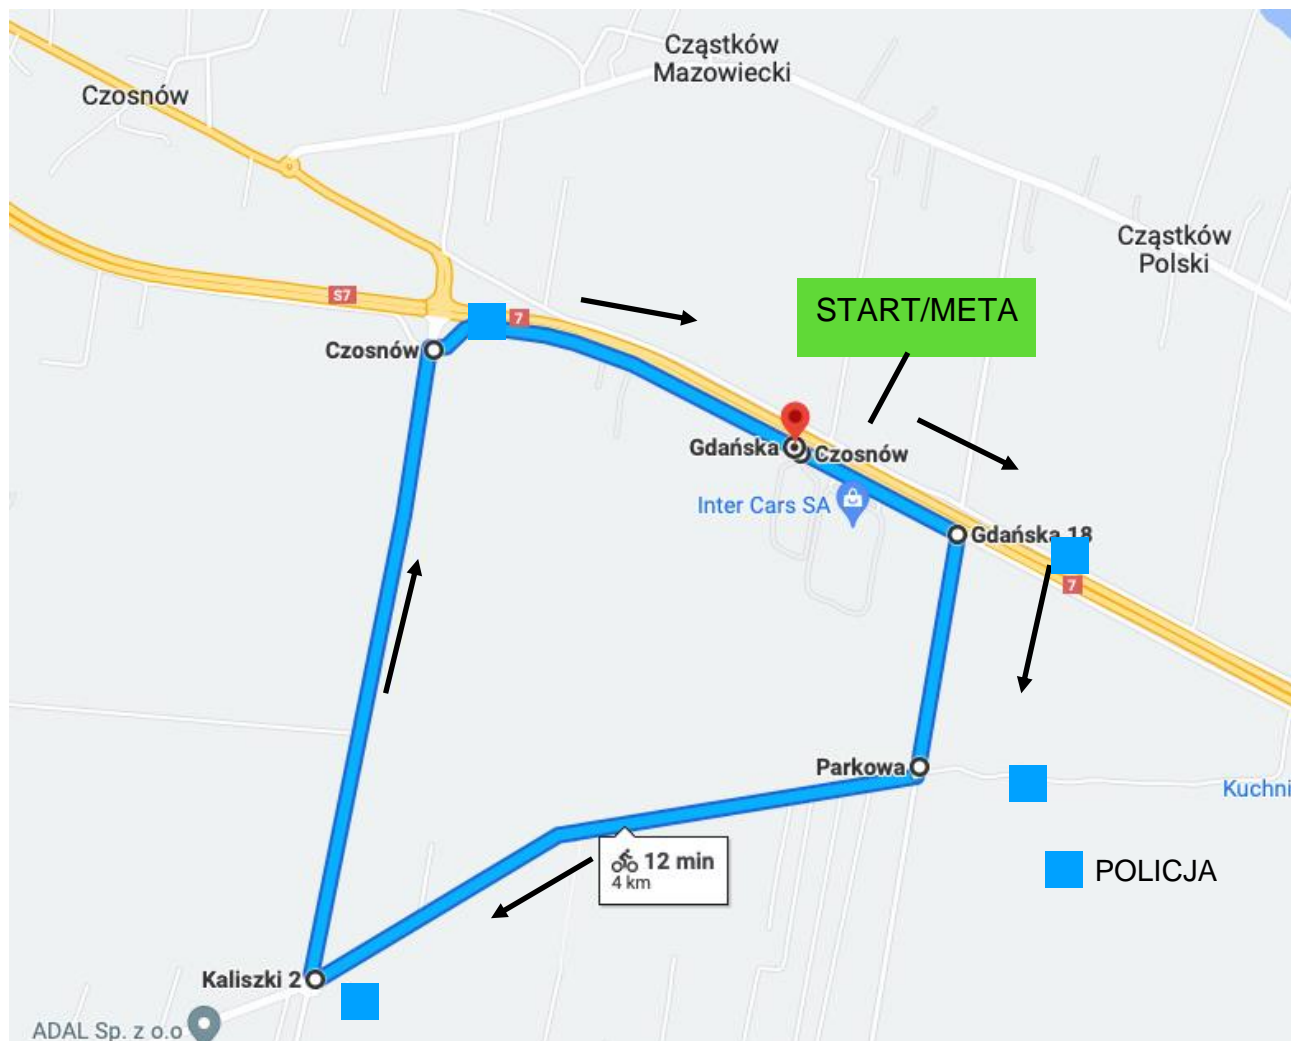 Cząstków
Mazowiecki
Czosnów
Cząstków
Polski
S7
7
START/META
Czosnów
Gdańska
Czosnów
Inter Cars SA
Gdańska 18
7
Parkowa
Kuchni
12 min
4 km
POLICJA
Kaliszki 2
ADAL Sp. z o.o